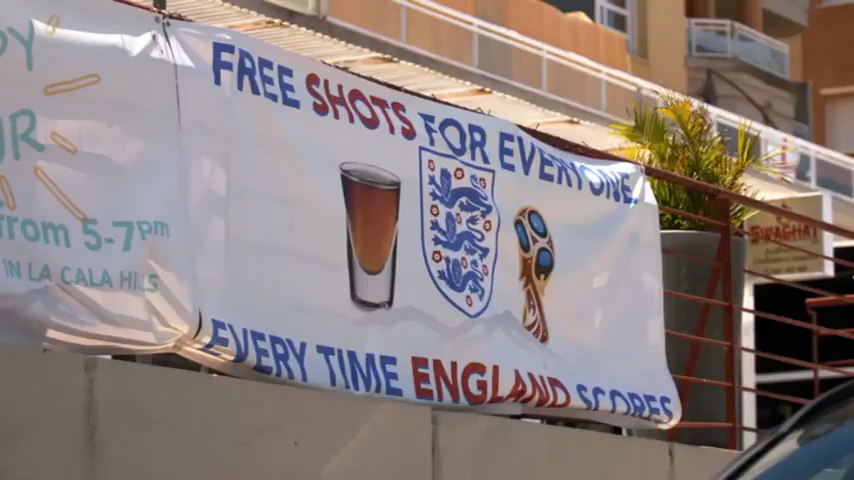 FREE SHOTS FOR EVERYONE
EVERY TIME ENGLAND SCORES
from 5-7pm
IN LA CALA HILLS